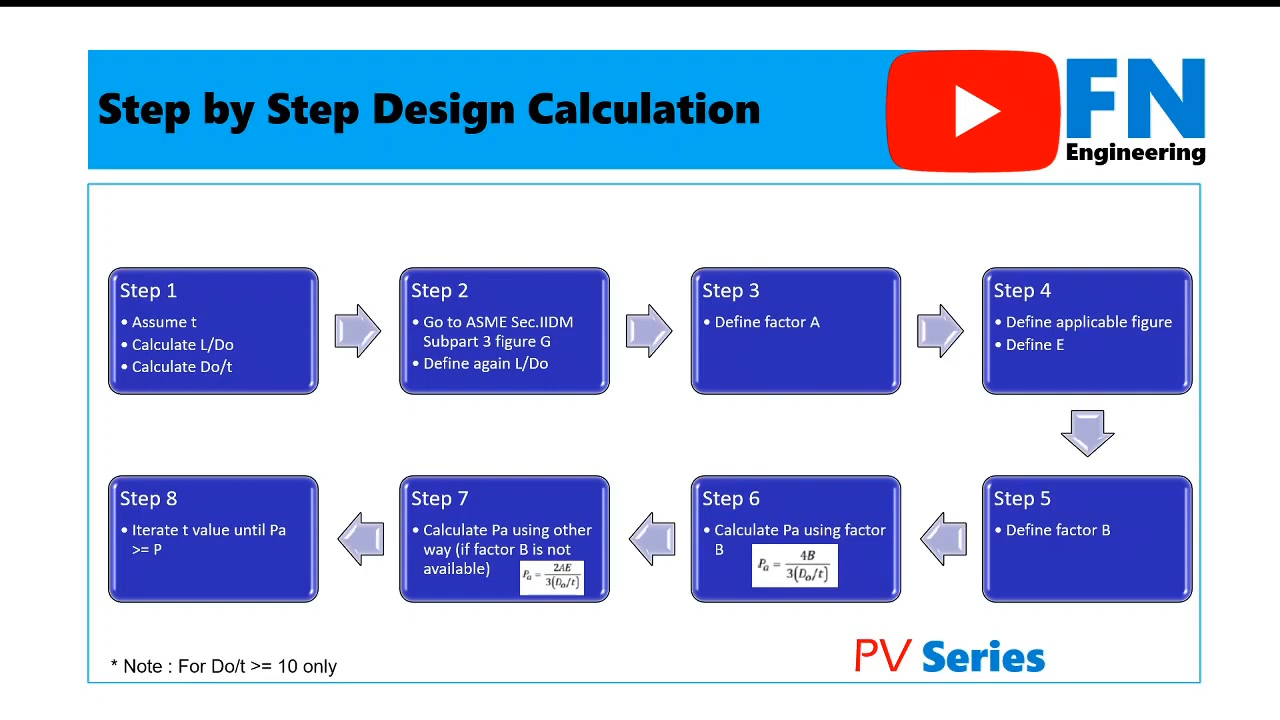 Step by Step Design Calculation
FN
Engineering
Step 1
• Assume t
• Calculate L/Do
• Calculate Do/t
Step 2
• Go to ASME Sec.IIDM
Subpart 3 figure G
• Define again L/Do
Step 3
• Define factor A
Step 4
• Define applicable figure
• Define E
Step 5
• Define factor B
Step 6
• Calculate Pa using factor
B
Pa = 4B / 3(Do/t)
Step 7
• Calculate Pa using other
way (if factor B is not
available)
Pa = 2AE / 3(Do/t)
Step 8
• Iterate t value until Pa
>= P
* Note : For Do/t >= 10 only
PV Series